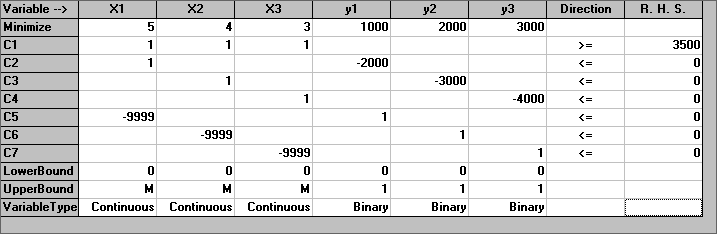 Variable --> X1 X2 X3 y1 y2 y3 Direction R. H. S.
Minimize 5 4 3 1000 2000 3000
C1 1 1 1 >= 3500
C2 1 -2000 <= 0
C3 1 -3000 <= 0
C4 1 -4000 <= 0
C5 -9999 1 <= 0
C6 -9999 1 <= 0
C7 -9999 1 <= 0
LowerBound 0 0 0 0 0 0
UpperBound M M M 1 1 1
VariableType Continuous Continuous Continuous Binary Binary Binary